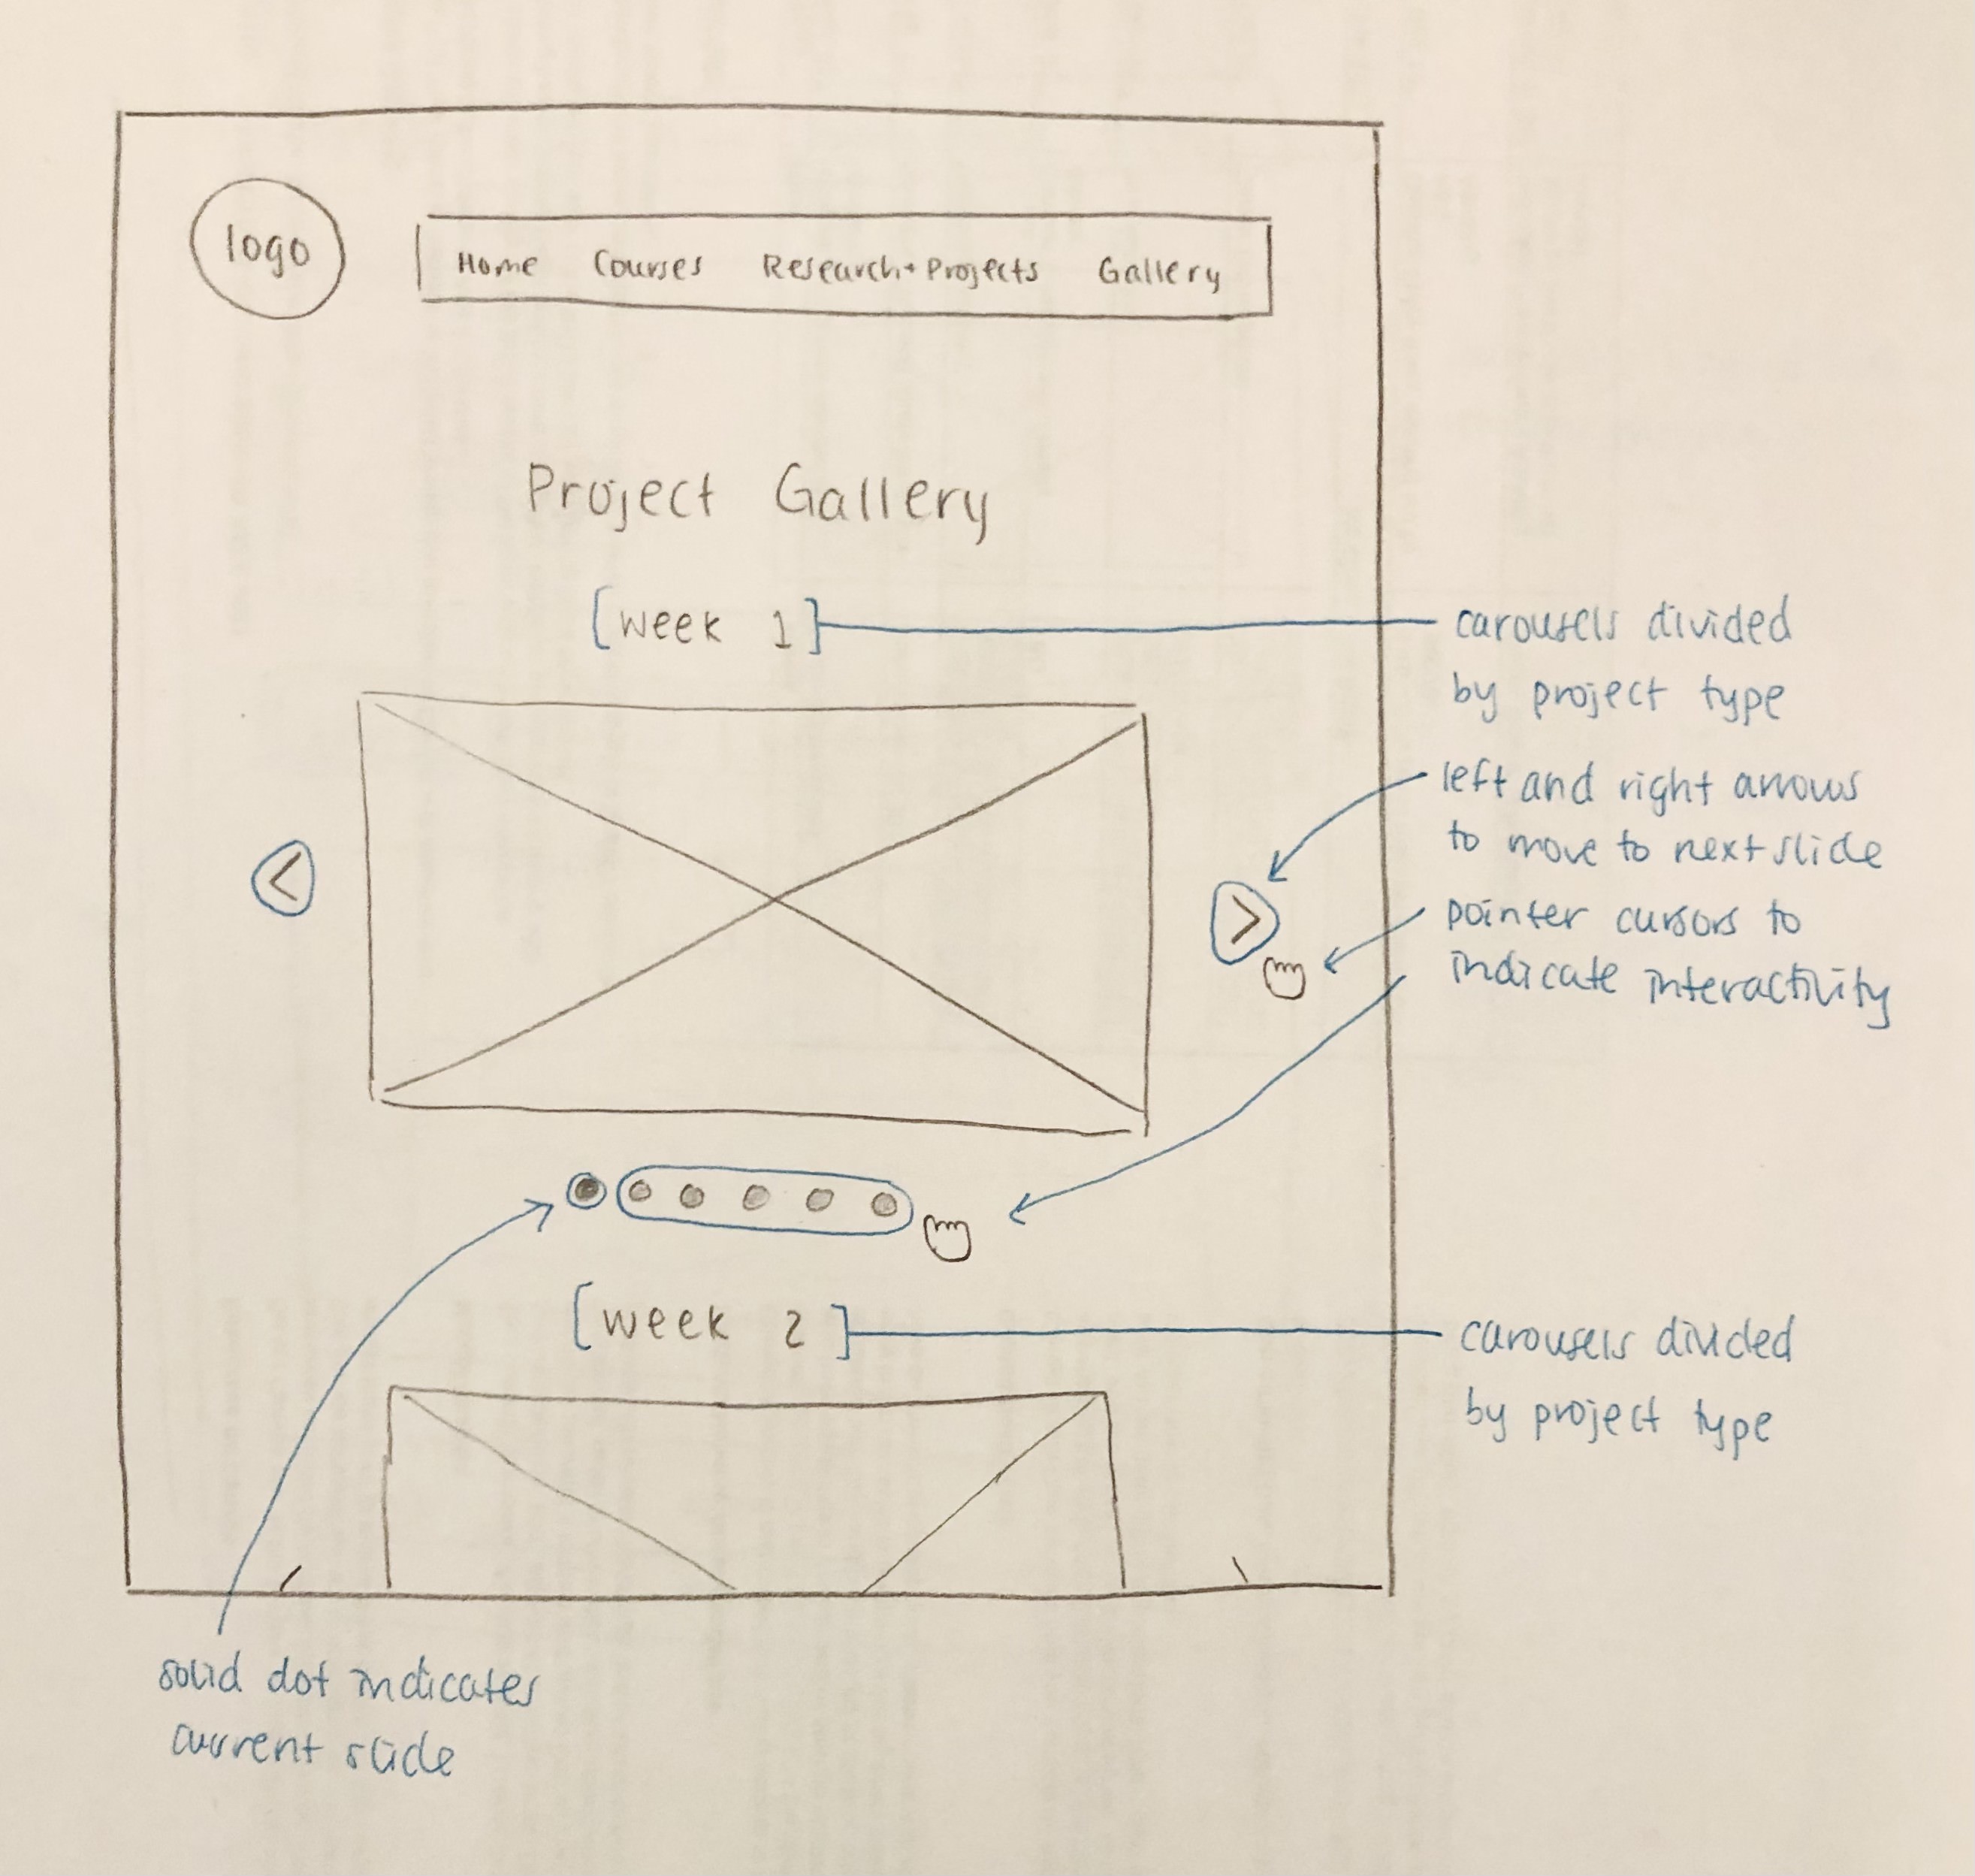 logo
Home Courses Research+Projects Gallery
Project Gallery
[week 1]
carousels divided
by project type
left and right arrows
to move to next slide
<
>
pointer cursors to
indicate interactivity
[week 2]
carousels divided
by project type
solid dot indicates
current slide